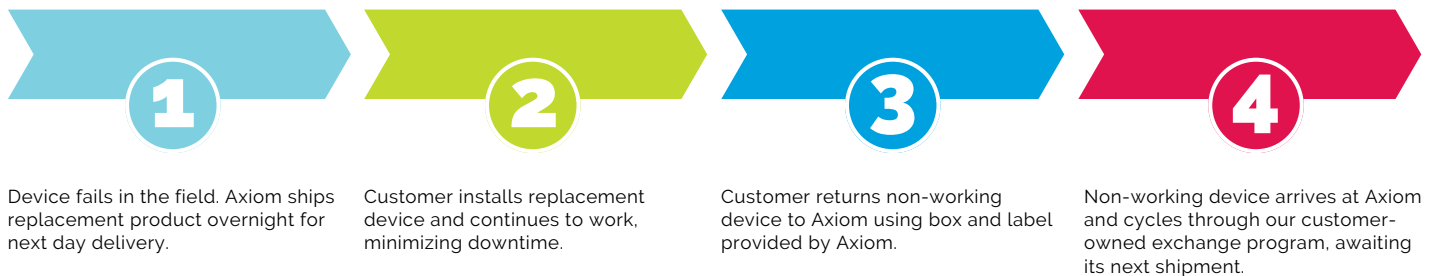 1
Device fails in the field. Axiom ships
replacement product overnight for
next day delivery.
2
Customer installs replacement
device and continues to work,
minimizing downtime.
3
Customer returns non-working
device to Axiom using box and label
provided by Axiom.
4
Non-working device arrives at Axiom
and cycles through our customer-
owned exchange program, awaiting
its next shipment.